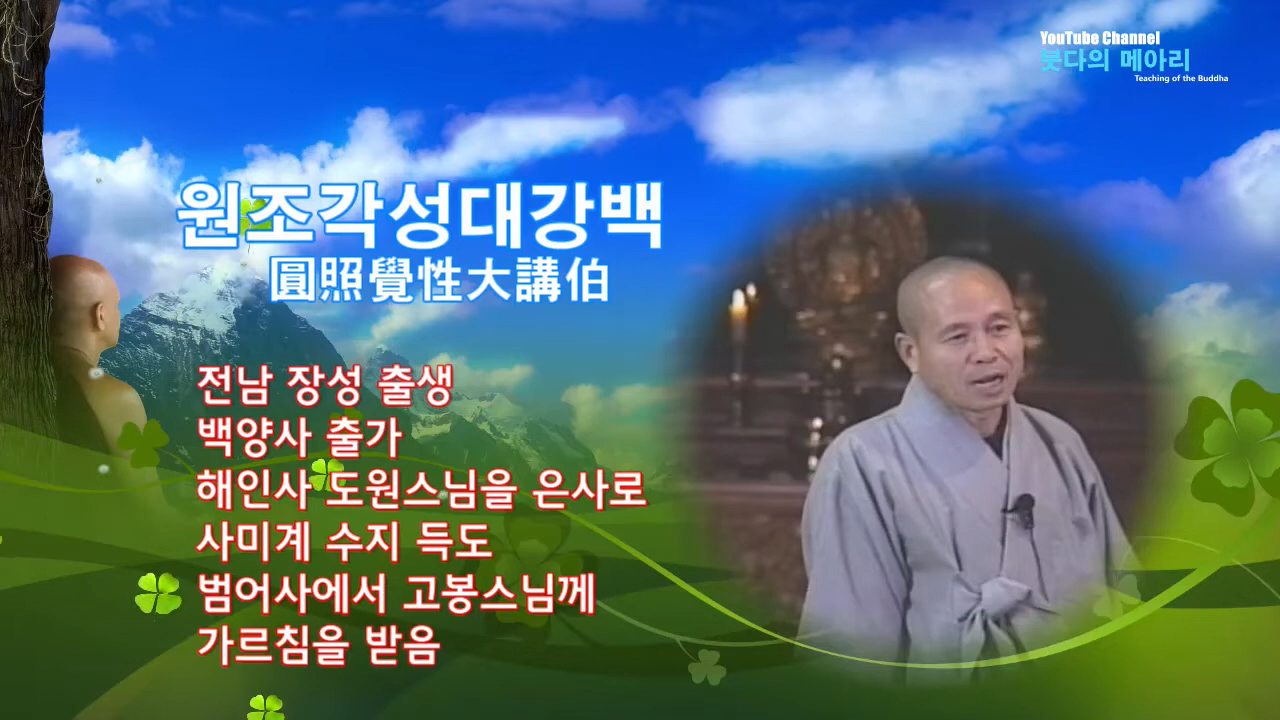 YouTube Channel
붓다의 메아리
Teaching of the Buddha
원조각성대강백
圓照覺性大講伯
전남 장성 출생
백양사 출가
해인사 도원스님을 은사로
사미계 수지 득도
범어사에서 고봉스님께
가르침을 받음